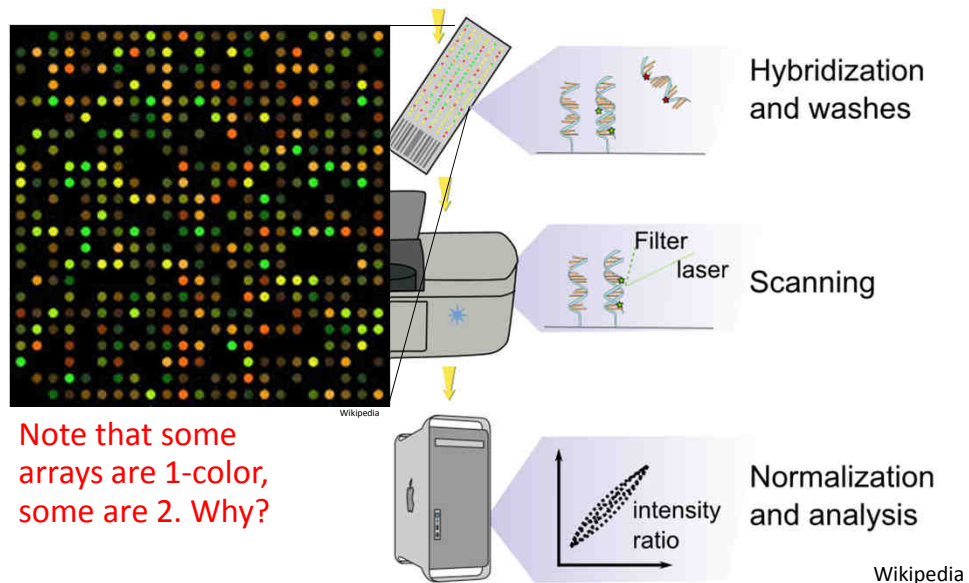 Hybridization
and washes
Filter
laser
Scanning
Wikipedia
Note that some
arrays are 1-color,
some are 2. Why?
intensity
ratio
Normalization
and analysis
Wikipedia